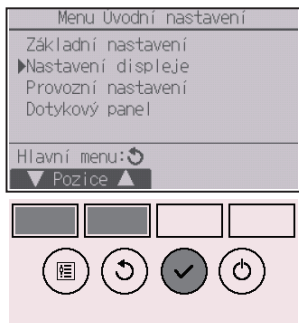 Menu Úvodní nastavení
Základní nastavení
▶Nastavení displeje
Provozní nastavení
Dotykový panel
Hlavní menu:
▼ Pozice ▲